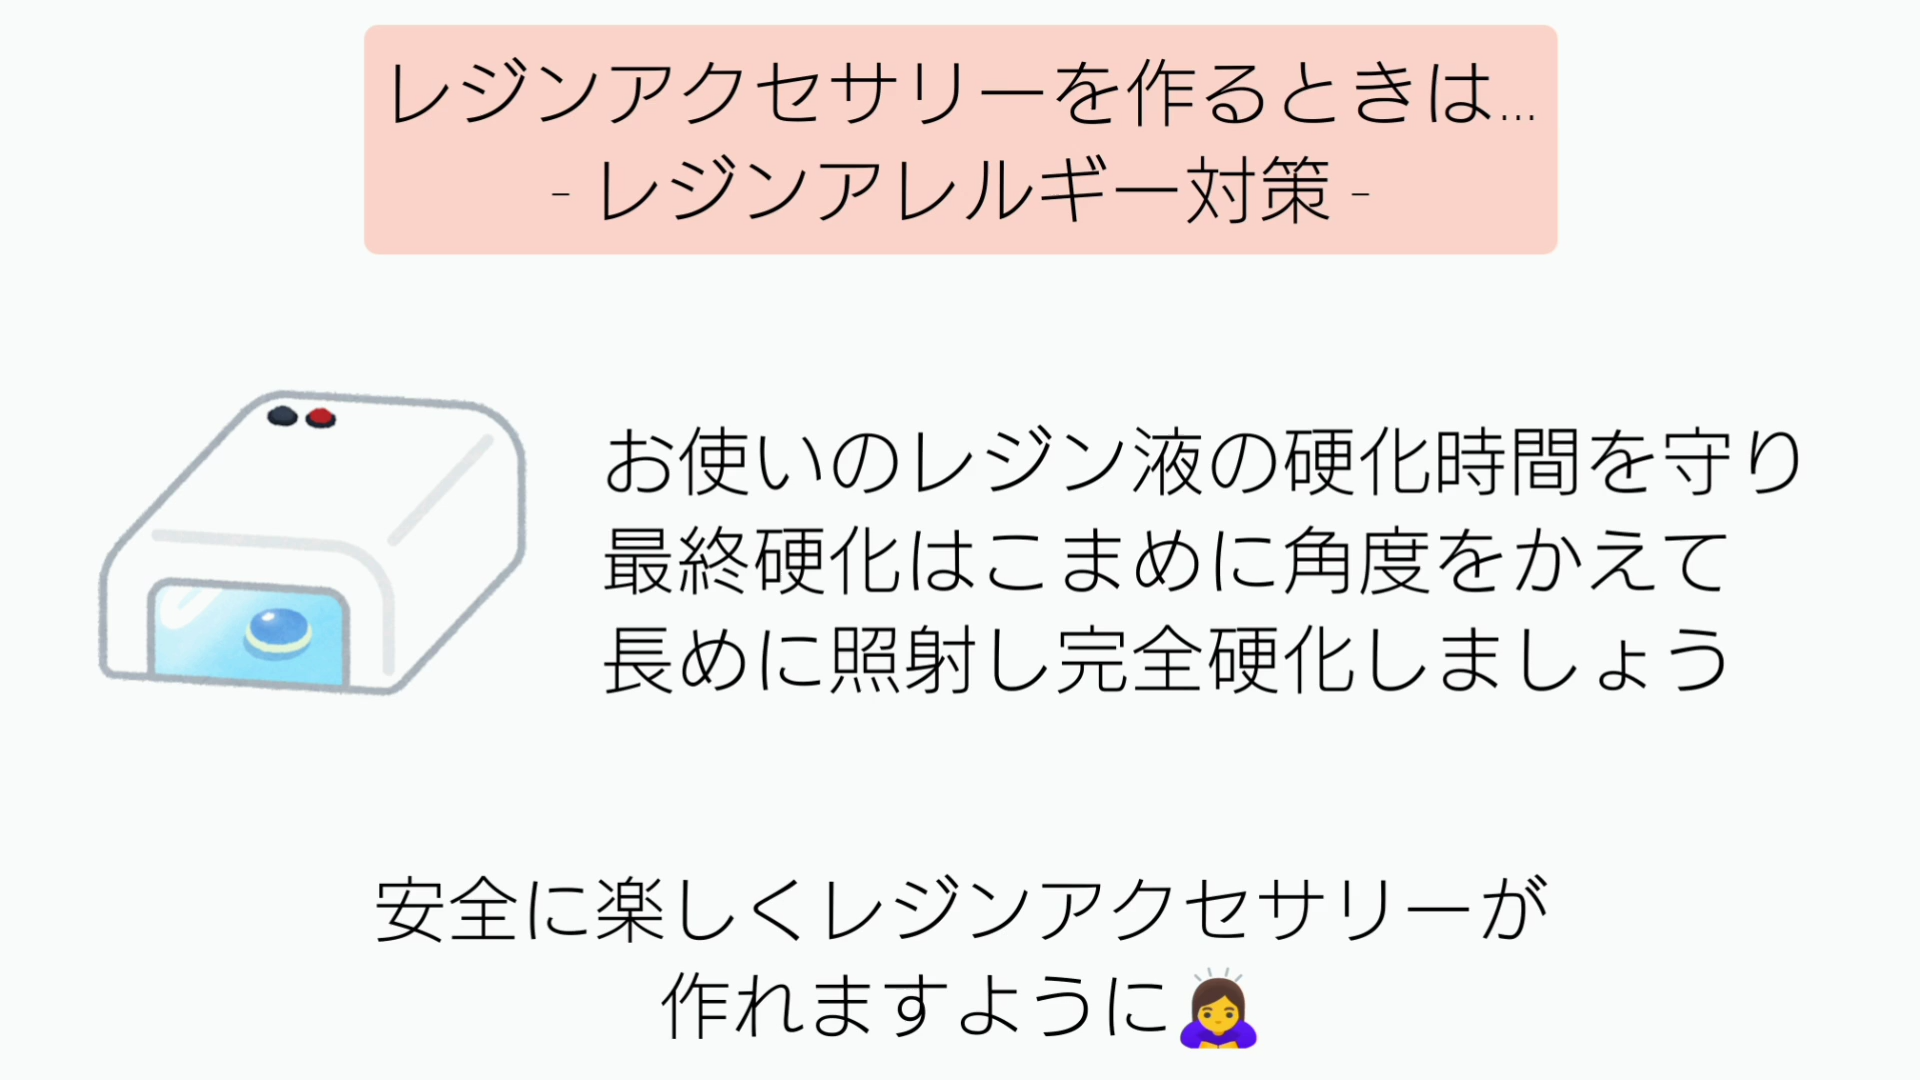 レジンアクセサリーを作るときは...
- レジンアレルギー対策 -
お使いのレジン液の硬化時間を守り
最終硬化はこまめに角度をかえて
長めに照射し完全硬化しましょう
安全に楽しくレジンアクセサリーが
作れますように🙇‍♀️